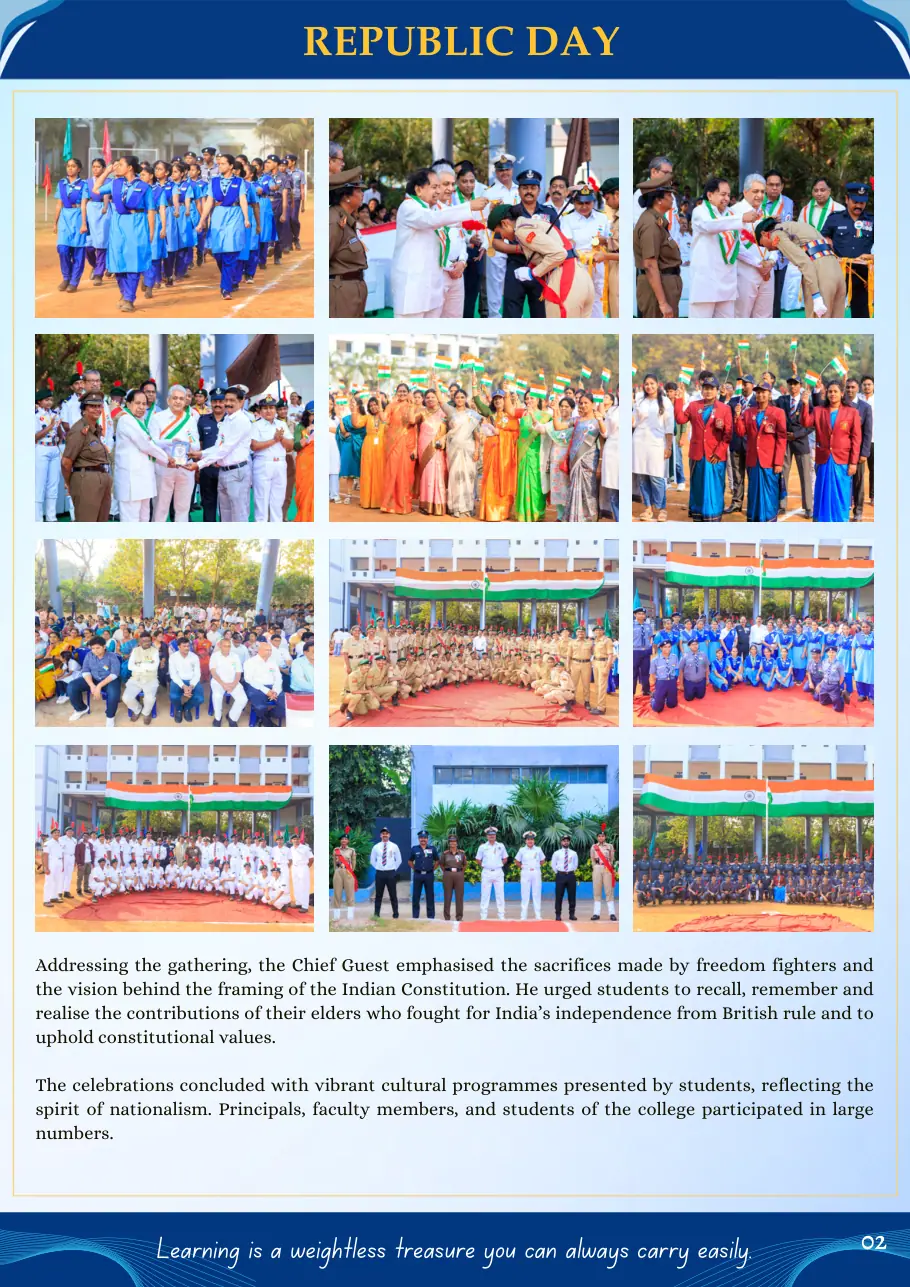 REPUBLIC DAY
Addressing the gathering, the Chief Guest emphasised the sacrifices made by freedom fighters and
the vision behind the framing of the Indian Constitution. He urged students to recall, remember and
realise the contributions of their elders who fought for India’s independence from British rule and to
uphold constitutional values.
The celebrations concluded with vibrant cultural programmes presented by students, reflecting the
spirit of nationalism. Principals, faculty members, and students of the college participated in large
numbers.
Learning is a weightless treasure you can always carry easily.
02